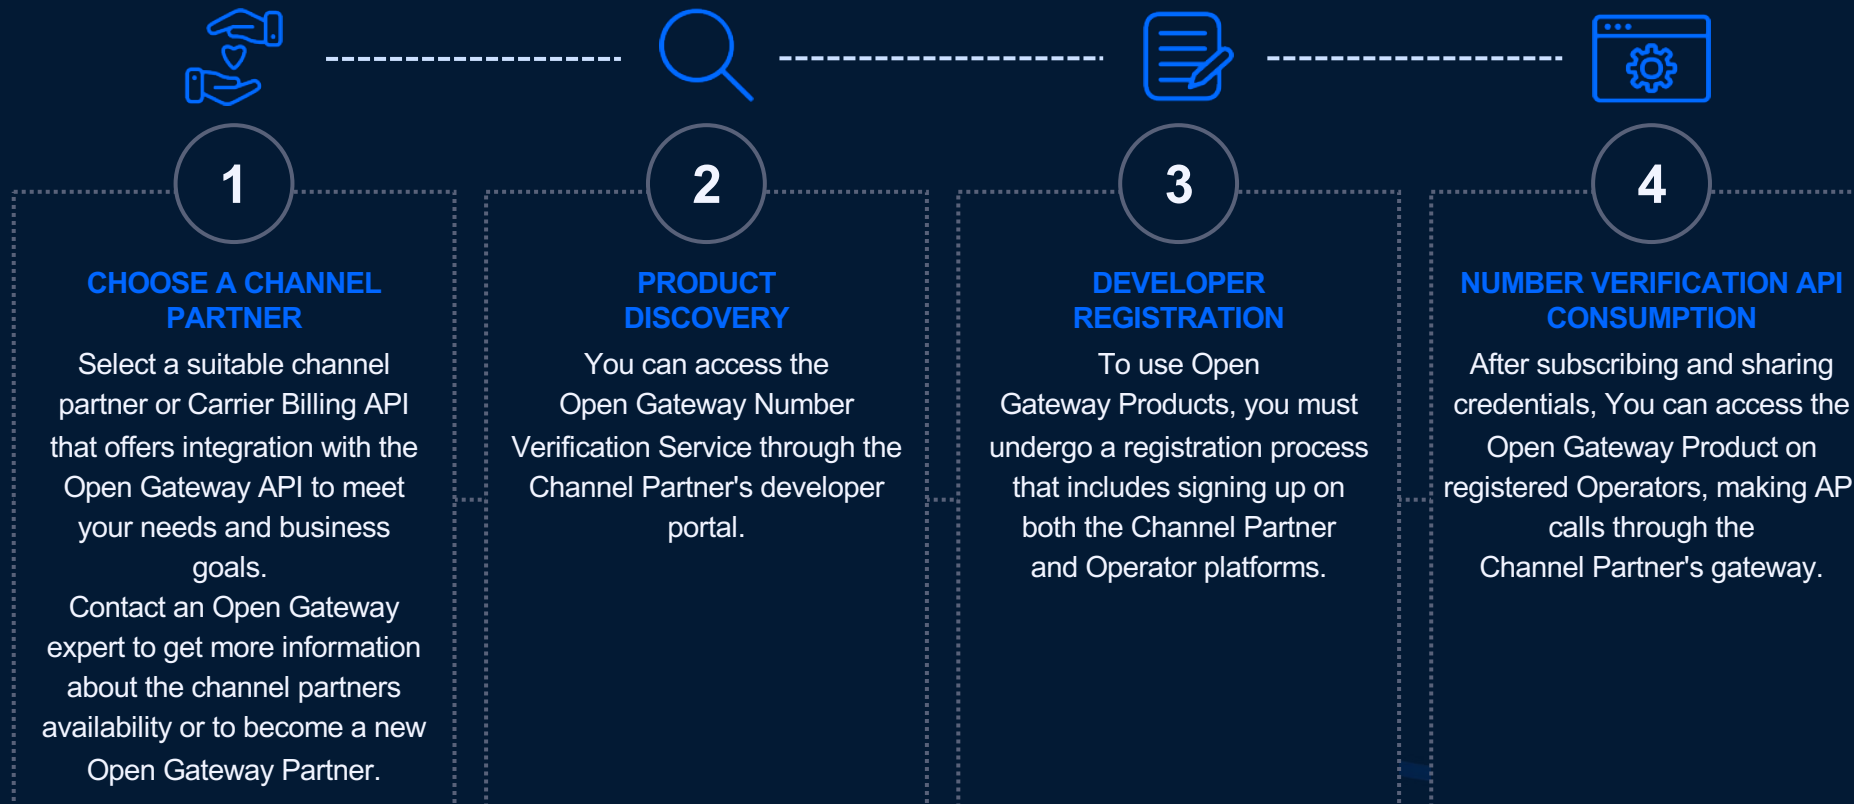 1
CHOOSE A CHANNEL
PARTNER
Select a suitable channel
partner or Carrier Billing API
that offers integration with the
Open Gateway API to meet
your needs and business
goals.
Contact an Open Gateway
expert to get more information
about the channel partners
availability or to become a new
Open Gateway Partner.
2
PRODUCT
DISCOVERY
You can access the
Open Gateway Number
Verification Service through the
Channel Partner's developer
portal.
3
DEVELOPER
REGISTRATION
To use Open
Gateway Products, you must
undergo a registration process
that includes signing up on
both the Channel Partner
and Operator platforms.
4
NUMBER VERIFICATION API
CONSUMPTION
After subscribing and sharing
credentials, You can access the
Open Gateway Product on
registered Operators, making AP
calls through the
Channel Partner's gateway.